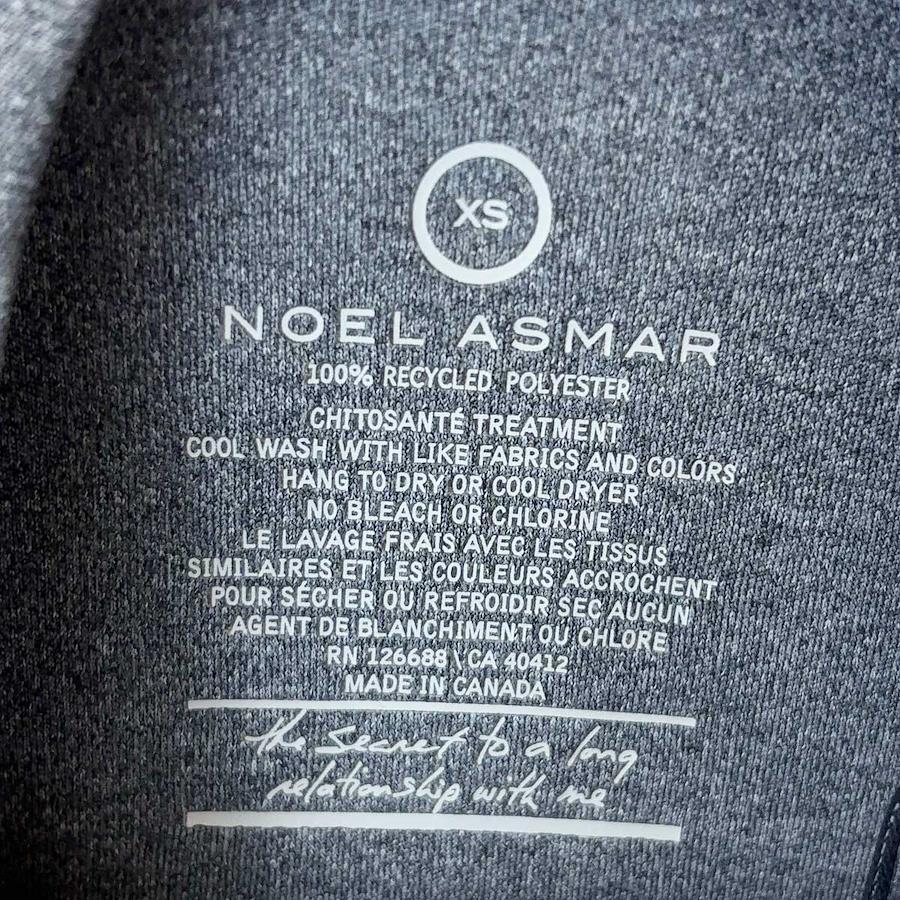 XS
NOEL ASMAR
100% RECYCLED POLYESTER
CHITOSANTÉ TREATMENT
COOL WASH WITH LIKE FABRICS AND COLORS
HANG TO DRY OR COOL DRYER
NO BLEACH OR CHLORINE
LE LAVAGE FRAIS AVEC LES TISSUS
SIMILAIRES ET LES COULEURS ACCROCHENT
POUR SÉCHER OU REFROIDIR SEC AUCUN
AGENT DE BLANCHIMENT OU CHLORE
RN 126688 \ CA 40412
MADE IN CANADA
the secret to a long
relationship with me